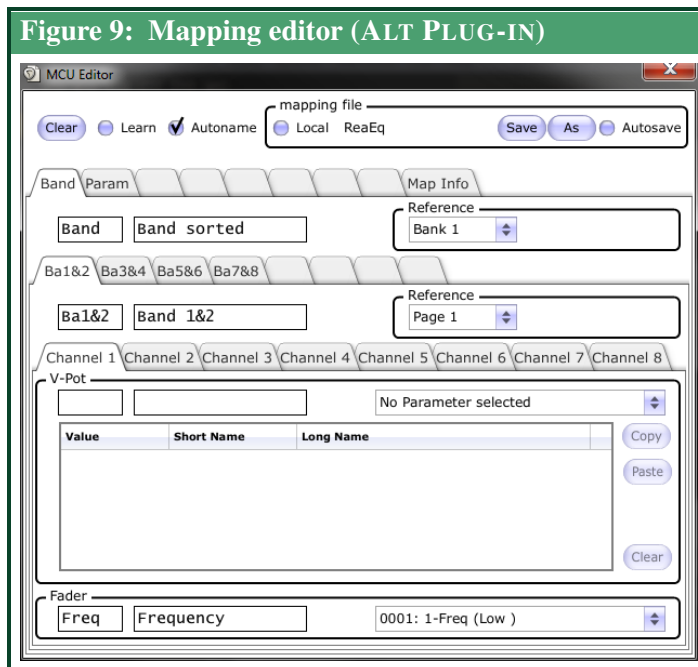 Figure 9: Mapping editor (ALT PLUG-IN)
MCU Editor
mapping file
Clear Learn Autoname Local ReaEq Save As Autosave
Band Param Map Info
Reference
Band Band sorted Bank 1
Ba1&2 Ba3&4 Ba5&6 Ba7&8
Reference
Ba1&2 Band 1&2 Page 1
Channel 1 Channel 2 Channel 3 Channel 4 Channel 5 Channel 6 Channel 7 Channel 8
V-Pot
No Parameter selected
Value Short Name Long Name Copy
Paste
Clear
Fader
Freq Frequency 0001: 1-Freq (Low )